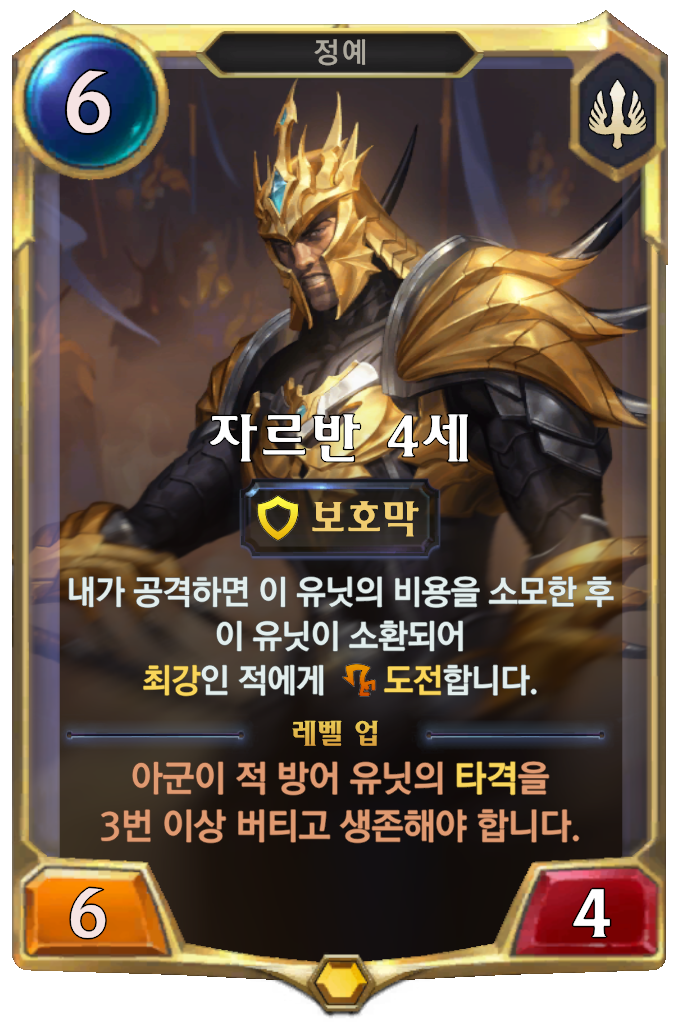 6
정예
자르반 4세
보호막
내가 공격하면 이 유닛의 비용을 소모한 후
이 유닛이 소환되어
최강인 적에게 도전합니다.
레벨 업
아군이 적 방어 유닛의 타격을
3번 이상 버티고 생존해야 합니다.
6
4